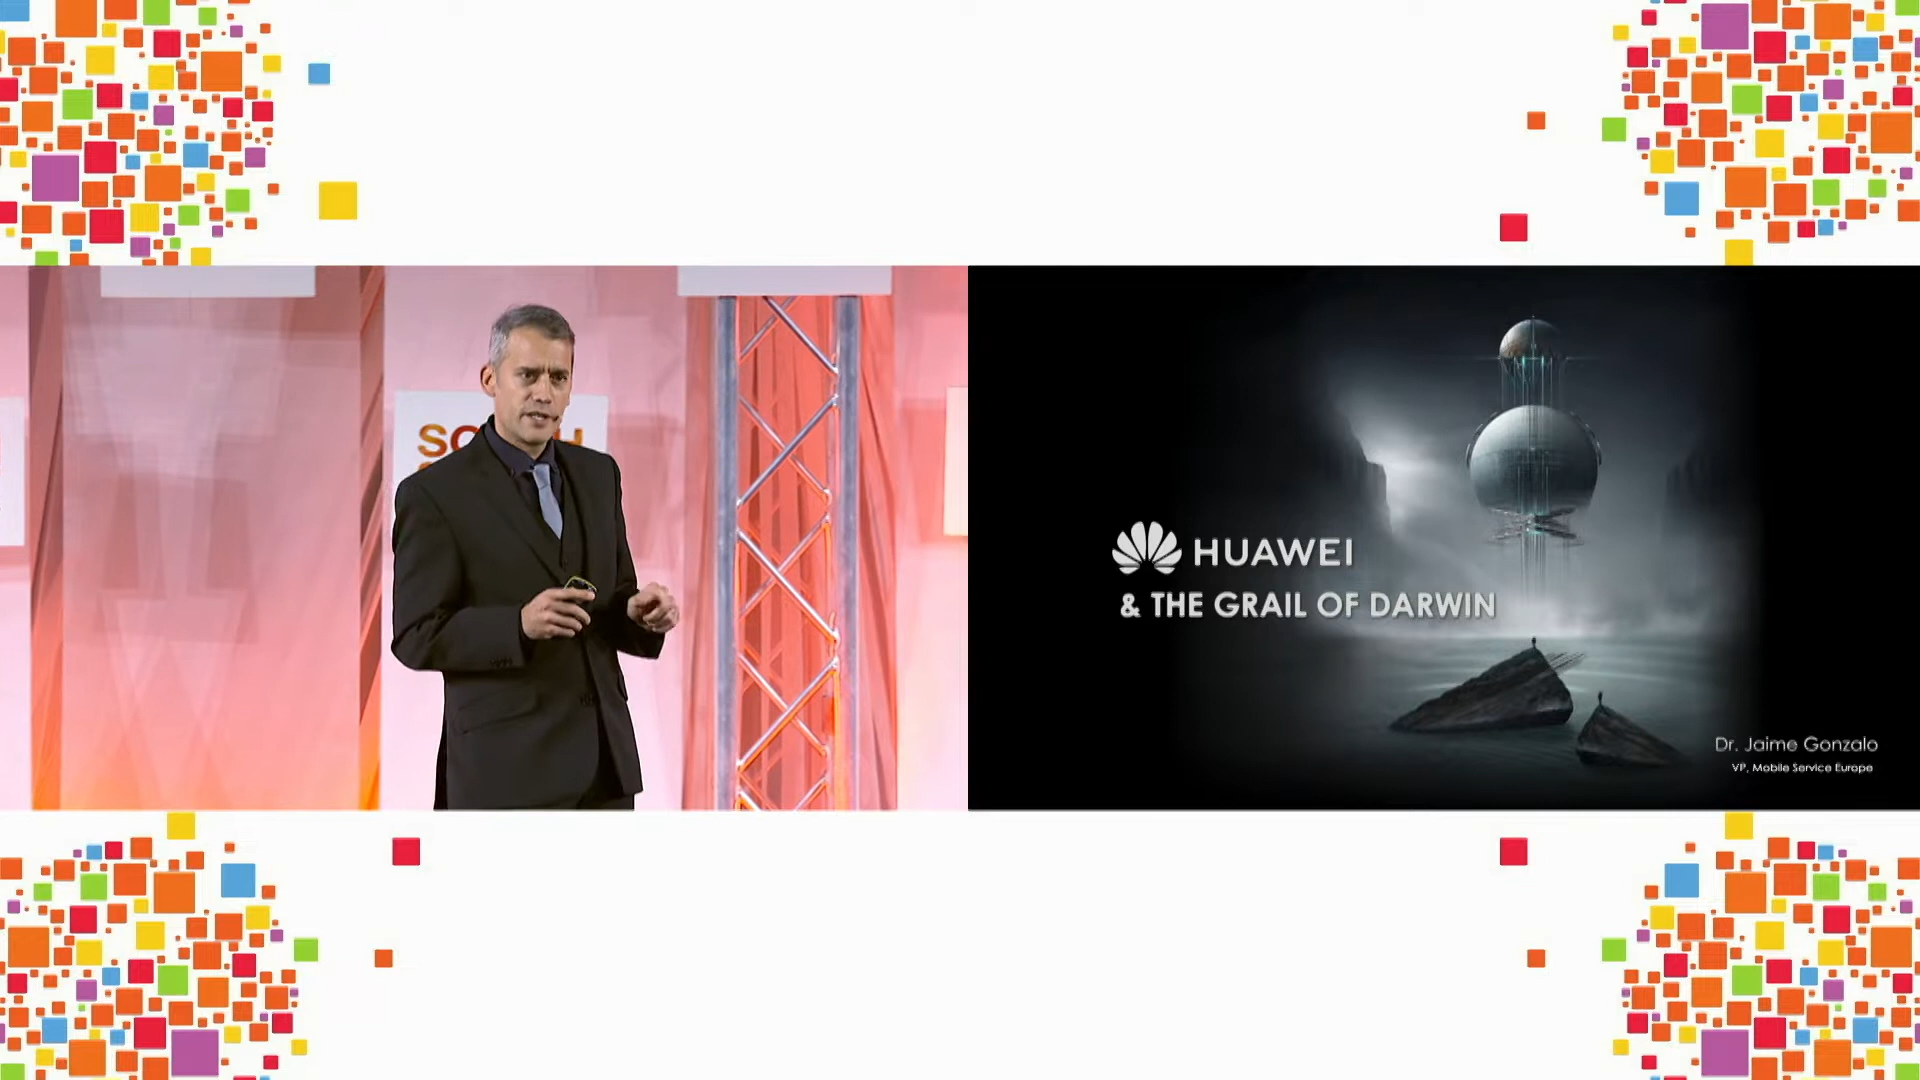 HUAWEI
& THE GRAIL OF DARWIN
Dr. Jaime Gonzalo
VP, Mobile Service Europe